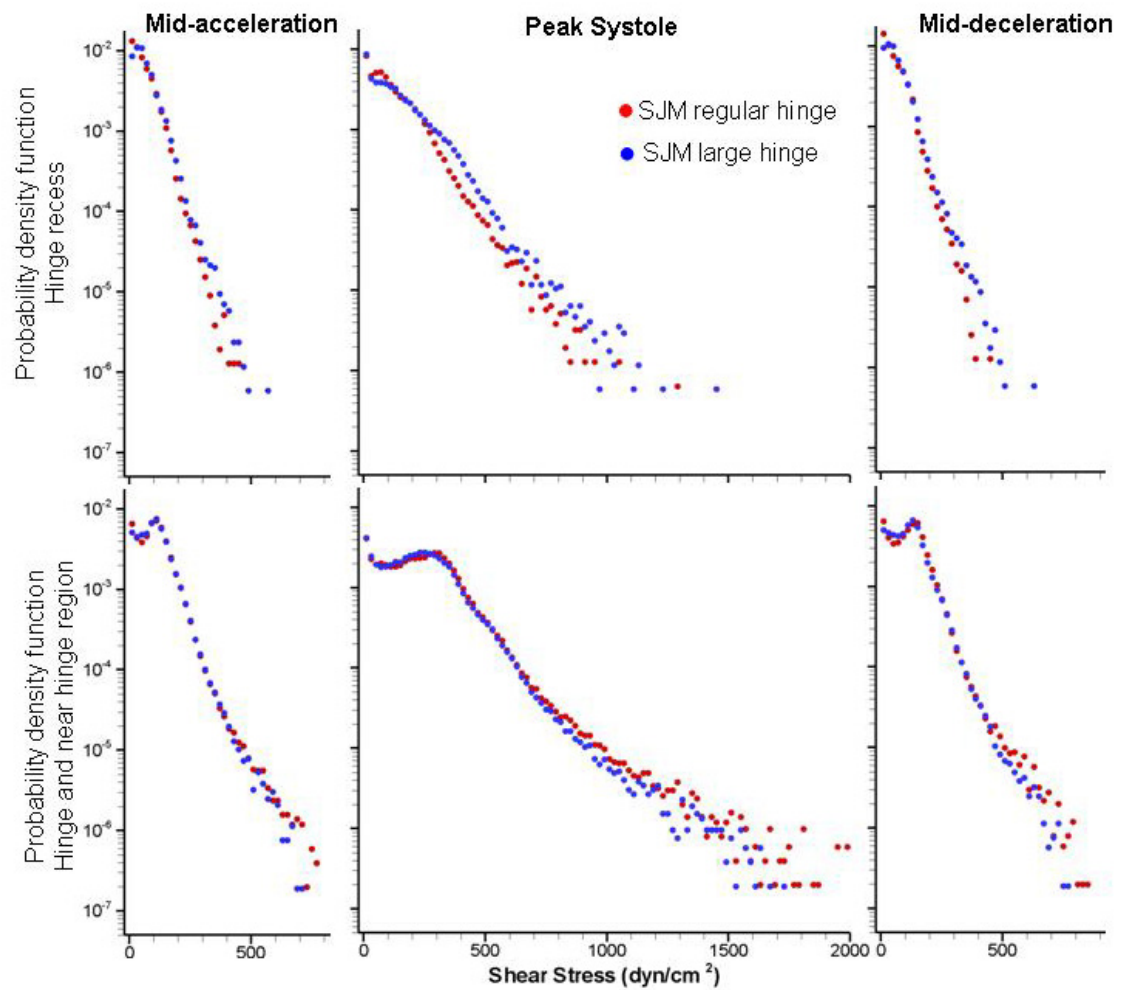 Mid-acceleration
Peak Systole
Mid-deceleration
Probability density function
Hinge recess
10-2
10-3
10-4
10-5
10-6
10-7
SJM regular hinge
SJM large hinge
Probability density function
Hinge and near hinge region
10-2
10-3
10-4
10-5
10-6
10-7
0 500
0 500 1000 1500 2000
0 500
Shear Stress (dyn/cm 2)